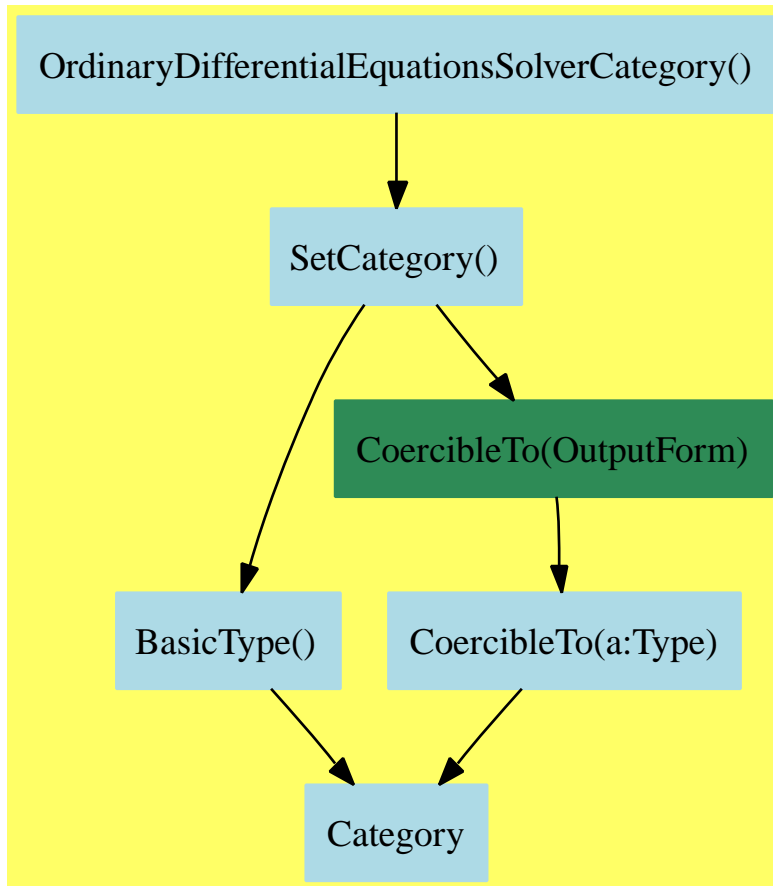 OrdinaryDifferentialEquationsSolverCategory()
SetCategory()
CoercibleTo(OutputForm)
BasicType()
CoercibleTo(a:Type)
Category